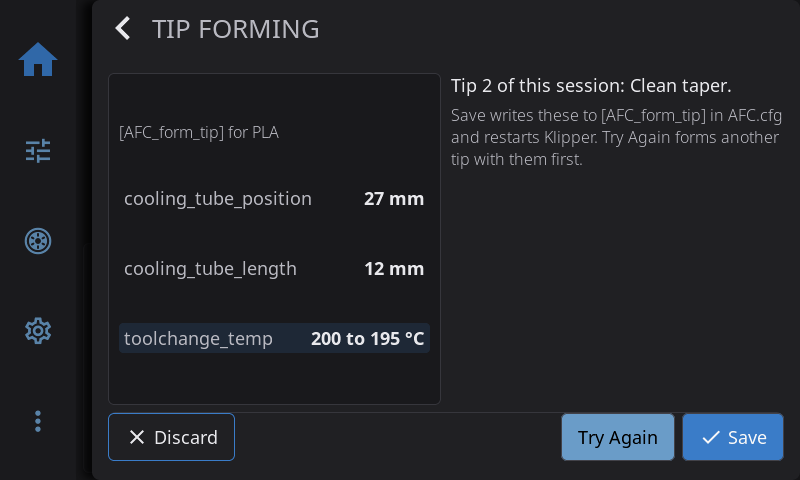 TIP FORMING
[AFC_form_tip] for PLA
cooling_tube_position 27 mm
cooling_tube_length 12 mm
toolchange_temp 200 to 195 °C
Tip 2 of this session: Clean taper.
Save writes these to [AFC_form_tip] in AFC.cfg
and restarts Klipper. Try Again forms another
tip with them first.
Discard
Try Again
Save